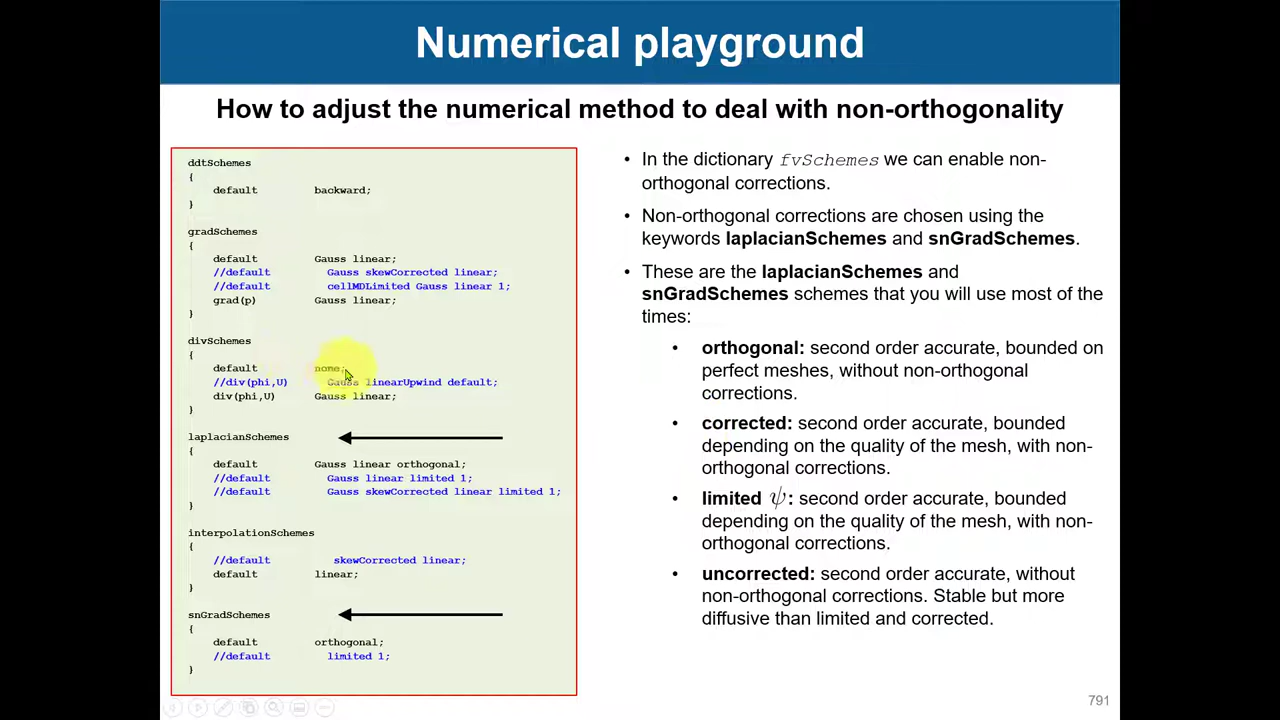 Numerical playground
How to adjust the numerical method to deal with non-orthogonality
ddtSchemes
{
default backward;
}
gradSchemes
{
default Gauss linear;
//default Gauss skewCorrected linear;
//default cellMDLimited Gauss linear 1;
grad(p) Gauss linear;
}
divSchemes
{
default none;
//div(phi,U) Gauss linearUpwind default;
div(phi,U) Gauss linear;
}
laplacianSchemes
{
default Gauss linear orthogonal;
//default Gauss linear limited 1;
//default Gauss skewCorrected linear limited 1;
}
interpolationSchemes
{
//default skewCorrected linear;
default linear;
}
snGradSchemes
{
default orthogonal;
//default limited 1;
}
• In the dictionary fvSchemes we can enable non-
orthogonal corrections.
• Non-orthogonal corrections are chosen using the
keywords laplacianSchemes and snGradSchemes.
• These are the laplacianSchemes and
snGradSchemes schemes that you will use most of the
times:
• orthogonal: second order accurate, bounded on
perfect meshes, without non-orthogonal
corrections.
• corrected: second order accurate, bounded
depending on the quality of the mesh, with non-
orthogonal corrections.
• limited ψ: second order accurate, bounded
depending on the quality of the mesh, with non-
orthogonal corrections.
• uncorrected: second order accurate, without
non-orthogonal corrections. Stable but more
diffusive than limited and corrected.
791